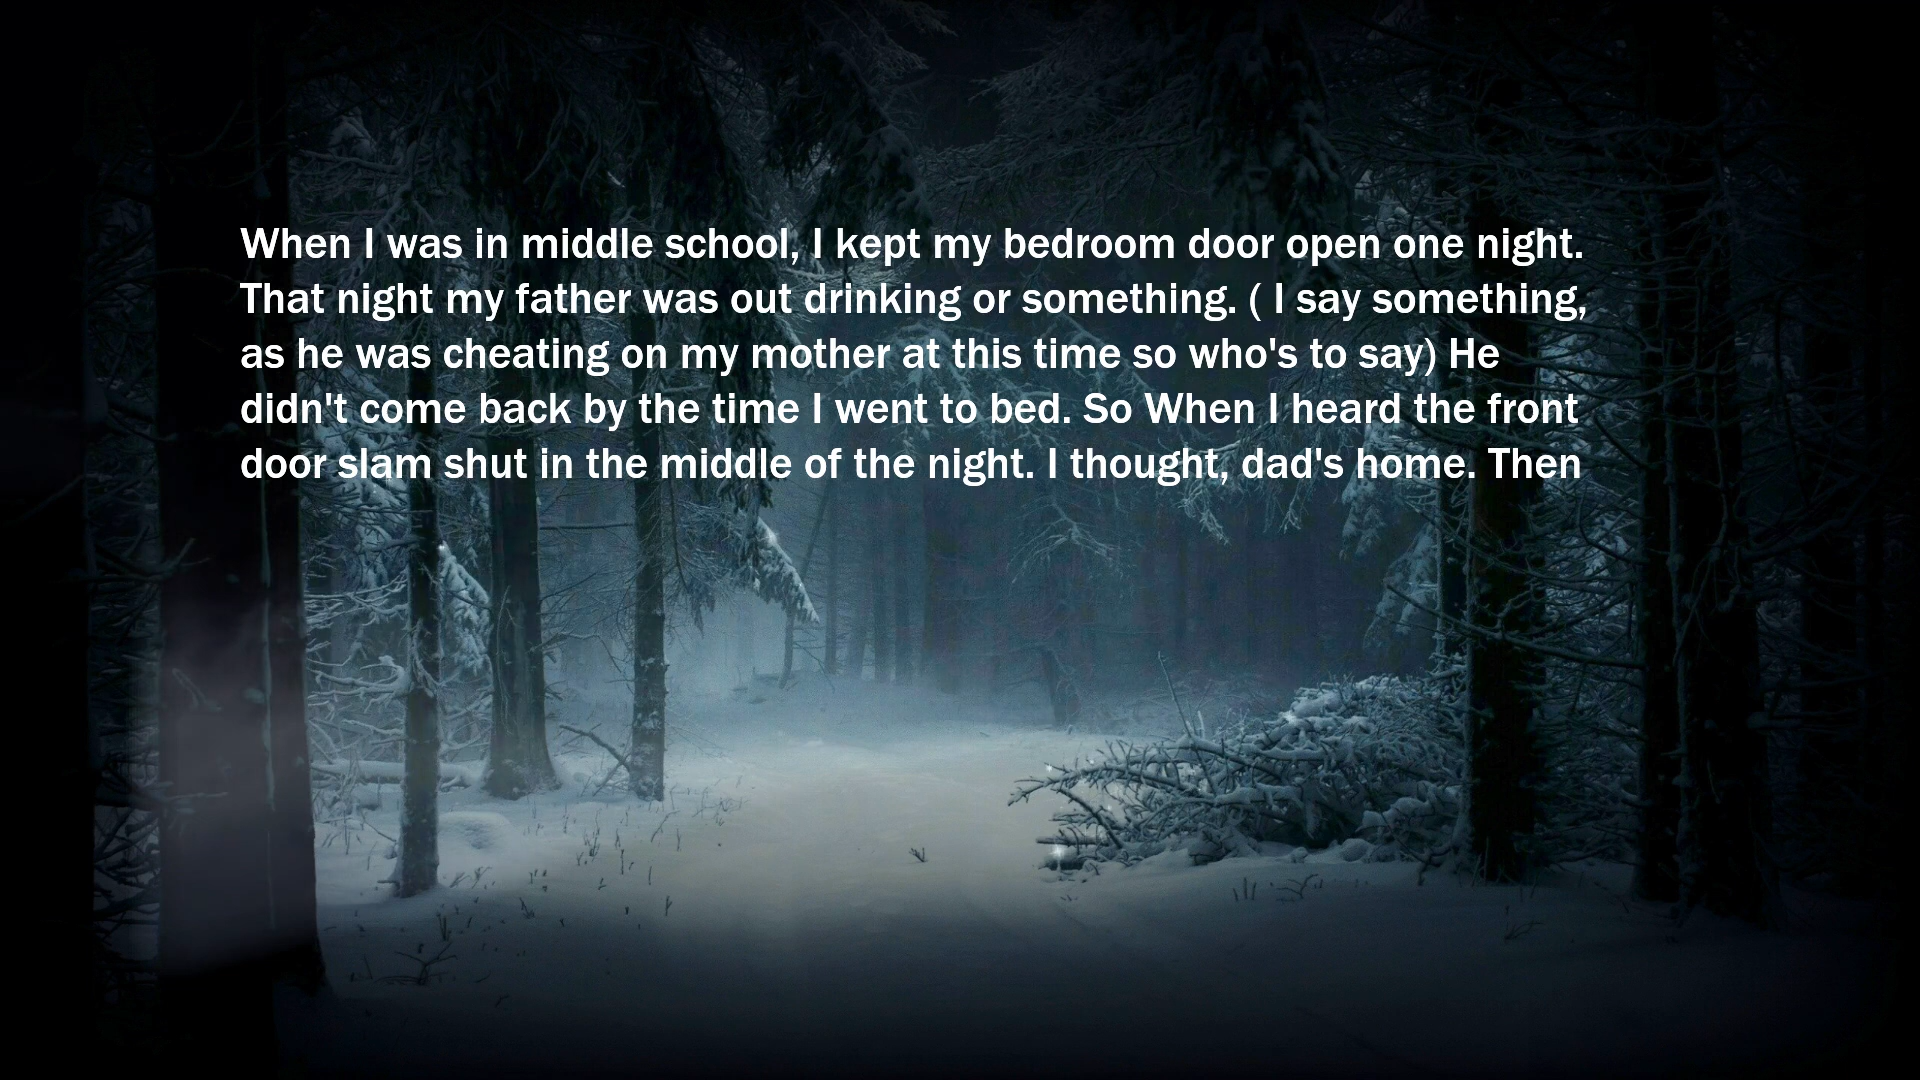 When I was in middle school, I kept my bedroom door open one night.
That night my father was out drinking or something. ( I say something,
as he was cheating on my mother at this time so who's to say) He
didn't come back by the time I went to bed. So When I heard the front
door slam shut in the middle of the night. I thought, dad's home. Then